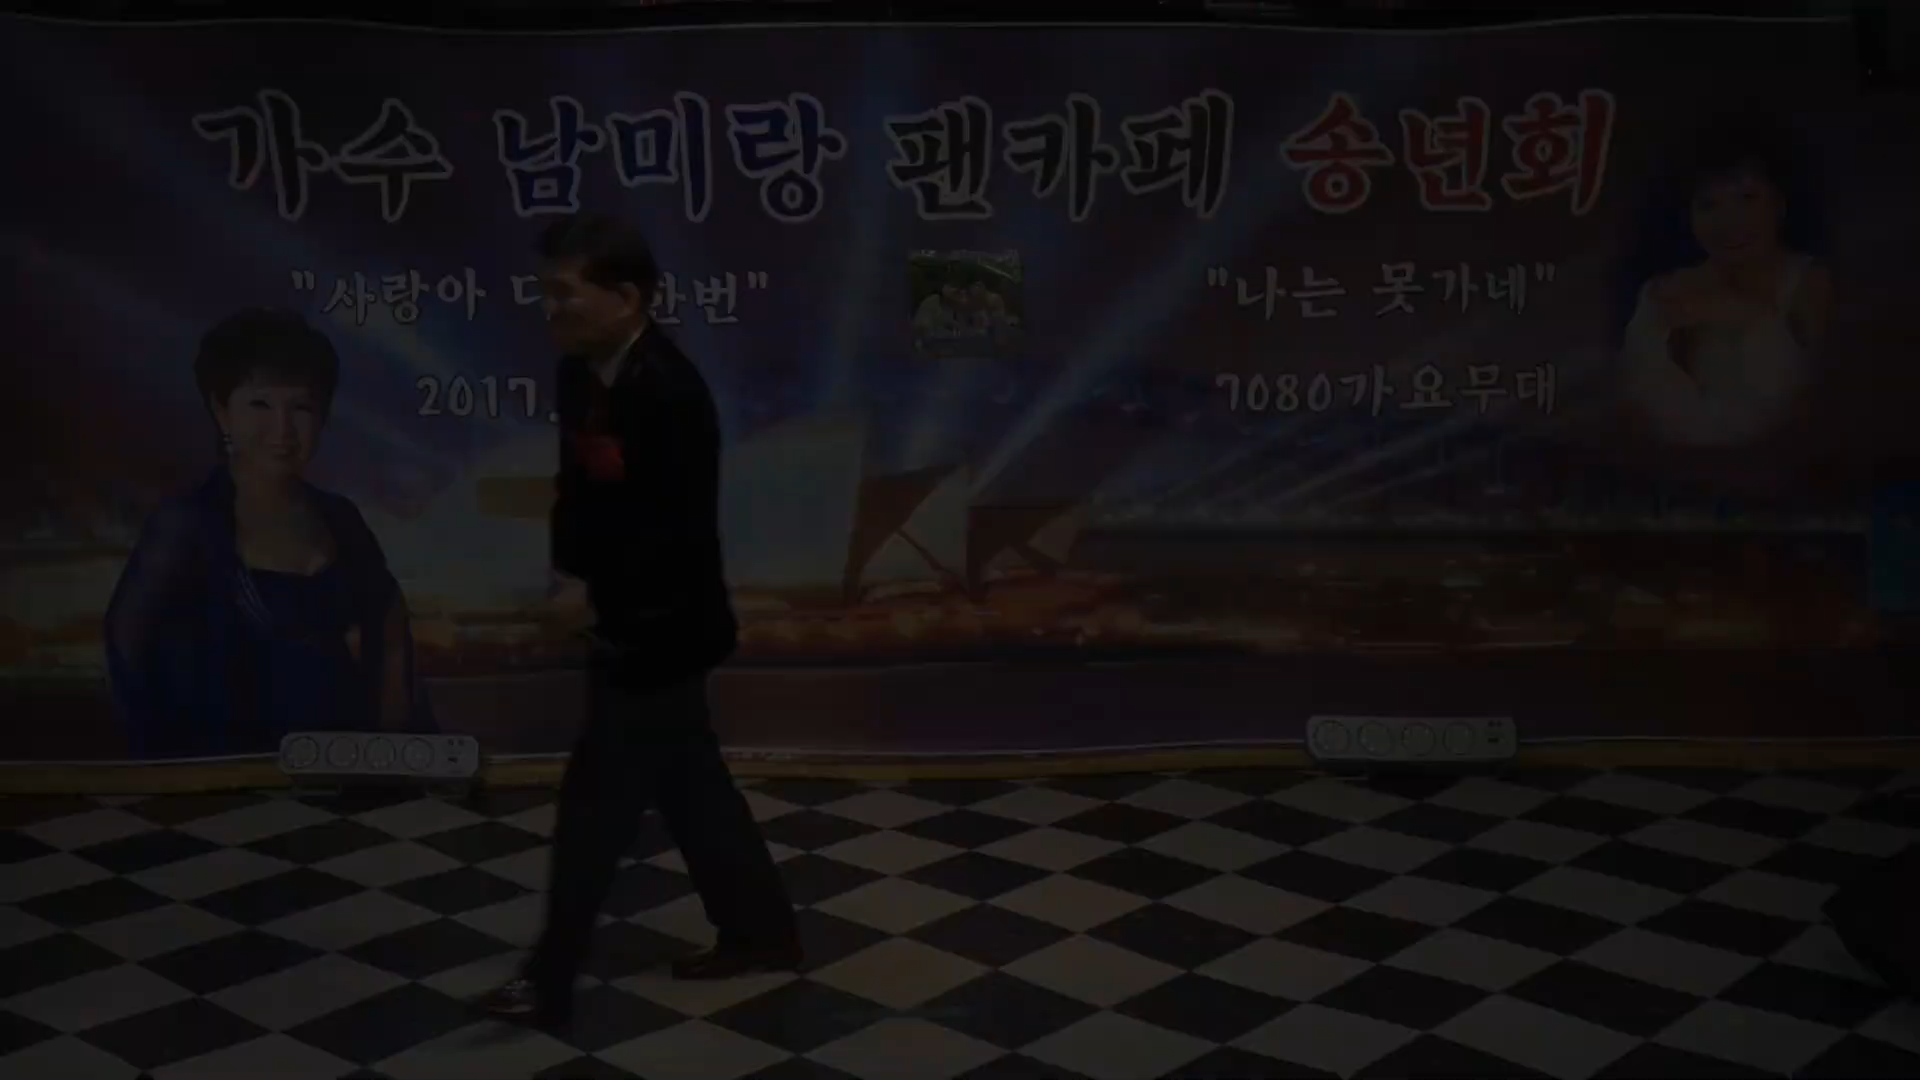 가수 남미랑 팬카페 송년회
"사랑아 한번" "나는 못가네"
2017. 7080가요무대